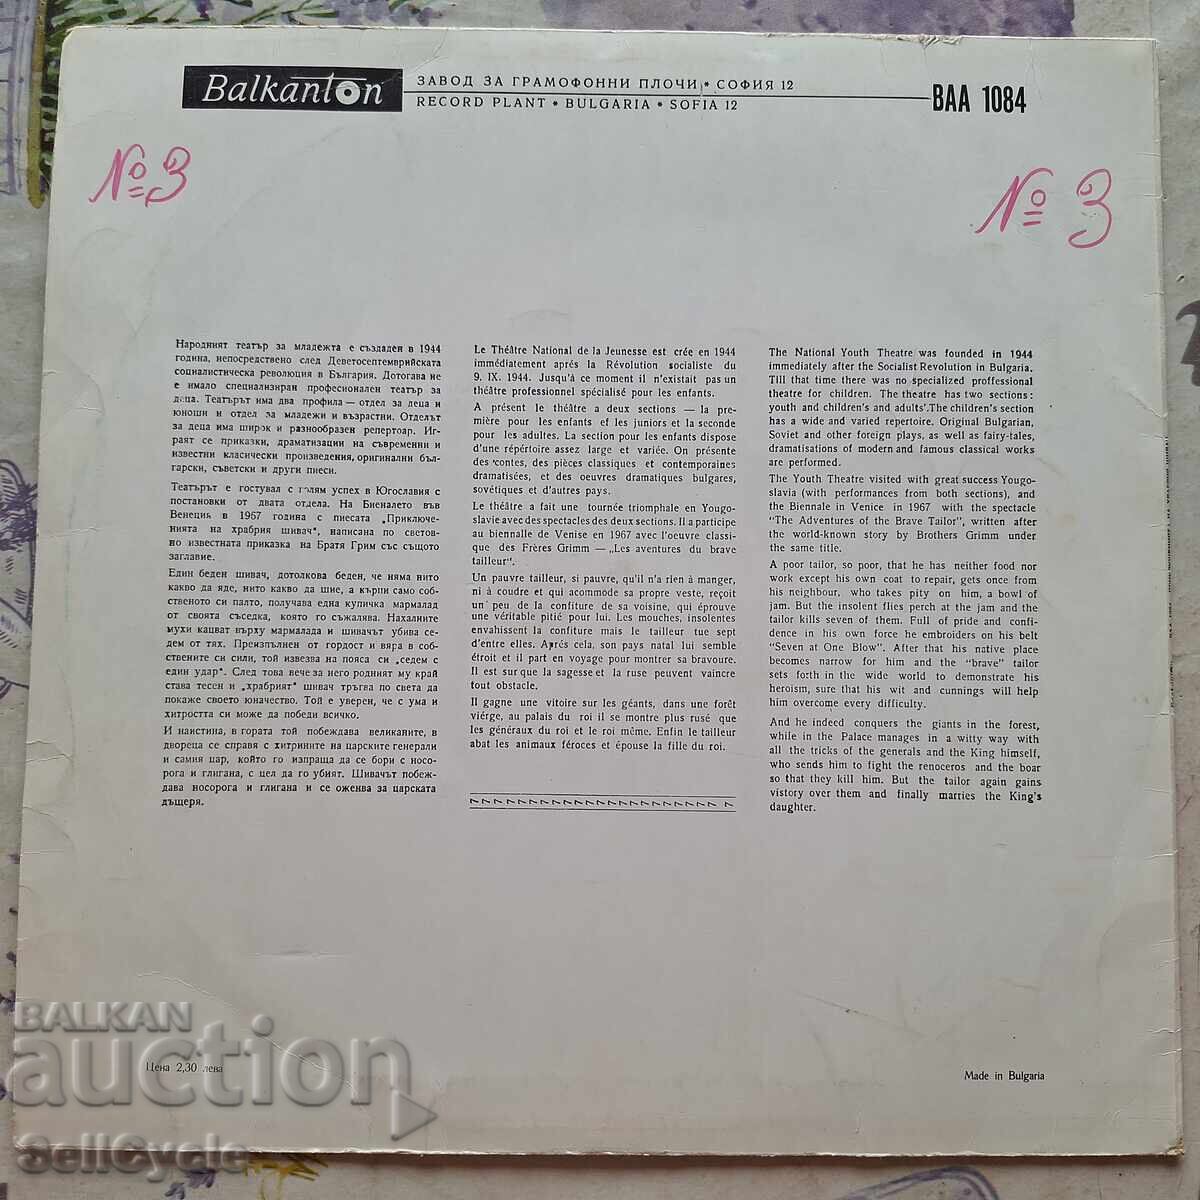 Balkanton
ЗАВОД ЗА ГРАМОФОННИ ПЛОЧИ • СОФИЯ 12
RECORD PLANT • BULGARIA • SOFIA 12
ВАА 1084
№ 3
№ 3
Народният театър за младежта е създаден в 1944
година, непосредствено след Деветосептемврийската
социалистическа революция в България. Дотогава не
е имало специализиран професионален театър за
деца. Театърът има два профила — отдел за деца и
юноши и отдел за младежи и възрастни. Отделът
за деца има широк и разнообразен репертоар. Иг-
раят се приказки, драматизации на съвременни и
известни класически произведения, оригинални бъл-
гарски, съветски и други пиеси.
Театърът е гостувал с голям успех в Югославия с
постановки от двата отдела. На Биеналето във
Венеция в 1967 година с пиесата „Приключе-
нията на храбрия шивач“, написана по светов-
но известната приказка на Братя Грим със същото
заглавие.
Един беден шивач, дотолкова беден, че няма нито
какво да яде, нито какво да шие, а кърпи само соб-
ственото си палто, получава една купичка мармалад
от своята съседка, която го съжалява. Нахалните
мухи кацват върху мармалада и шивачът убива се-
дем от тях. Преизпълнен от гордост и вяра в соб-
ствените си сили, той извезва на пояса си „седем с
един удар“. След това вече за него родният му край
става тесен и „храбрият“ шивач тръгва по света да
покаже своето юначество. Той е уверен, че с ума и
хитростта си може да победи всичко.
И наистина, в гората той побеждава великаните, в
двореца се справя с хитрините на царските генерали
и самия цар, който го изпраща да се бори с носо-
рога и глигана, с цел да го убият. Шивачът побеж-
дава носорога и глигана и се оженва за царската
дъщеря.
Le Théâtre National de la Jeunesse est crée en 1944
immédiatement aprés la Révolution socialiste du
9. IX. 1944. Jusqu'à ce moment il n'existait pas un
théâtre professionnel spécialisé pour les enfants.
A présent le théâtre a deux sections — la pre-
mière pour les enfants ef les juniors et la seconde
pour les adultes. La section pour les enfants dispose
d'une répértoire assez large et variée. On présente
des contes, des pièces classiques et contemporaines
dramatisées, et des oeuvres dramatiques bulgares,
sovétiques et d'autres pays.
Le théâtre a fait une tournée triomphale en Yougo-
slavie avec des spectacles des deux sections. Il a participe
au biennalle de Venise en 1967 avec l'oeuvre classi-
que des Frères Grimm — „Les aventures du brave
tailleur“.
Un pauvre tailleur, si pauvre, qu'il n'a rien à manger,
ni à coudre et qui acommode sa propre veste, reçoit
un peu de la confiture de sa voisine, qui éprouve
une véritable pitié pour lui. Les mouches, insolentes
envahissent la confiture mais le tailleur tue sept
d'entre elles. Aprés cela, son pays natal lui semble
étroit et il part en voyage pour montrer sa bravoure.
Il est sur que la sagesse et la ruse peuvent vaincre
tout obstacle.
Il gagne une vitoire sur les géants, dans une forêt
viérge, au palais du roi il se montre plus rusé que
les généraux du roi et le roi même. Enfin le tailleur
abat les animaux féroces et épouse la fille du roi.
The National Youth Theatre was founded in 1944
immediately after the Socialist Revolution in Bulgaria.
Till that time there was no specialized proffesional
theatre for children. The theatre has two sections:
youth and children's and adults'.The children's section
has a wide and varied repertoire. Original Bulgarian,
Soviet and other foreign plays, as well as fairy-tales,
dramatisations of modern and famous classical works
are performed.
The Youth Theatre visited with great success Yougo-
slavia (with performances from both sections), and
the Biennale in Venice in 1967 with the spectacle
"The Adventures of the Brave Tailor", written after
the world-known story by Brothers Grimm under
the same title.
A poor tailor, so poor, that he has neither food nor
work except his own coat to repair, gets once from
his neighbour, who takes pity on him, a bowl of
jam. But the insolent flies perch at the jam and the
tailor kills seven of them. Full of pride and confi-
dence in his own force he embroiders on his belt
"Seven at One Blow". After that his native place
becomes narrow for him and the "brave" tailor
sets forth in the wide world to demonstrate his
heroism, sure that his wit and cunnings will help
him overcome every difficulty.
And he indeed conquers the giants in the forest,
while in the Palace manages in a witty way with
all the tricks of the generals and the King himself,
who sends him to fight the renoceros and the boar
so that they kill him. But the tailor again gains
vistory over them and finally marries the King's
daughter.
Цена 2,30 лева
Made in Bulgaria
BALKAN
auction
SellCycle